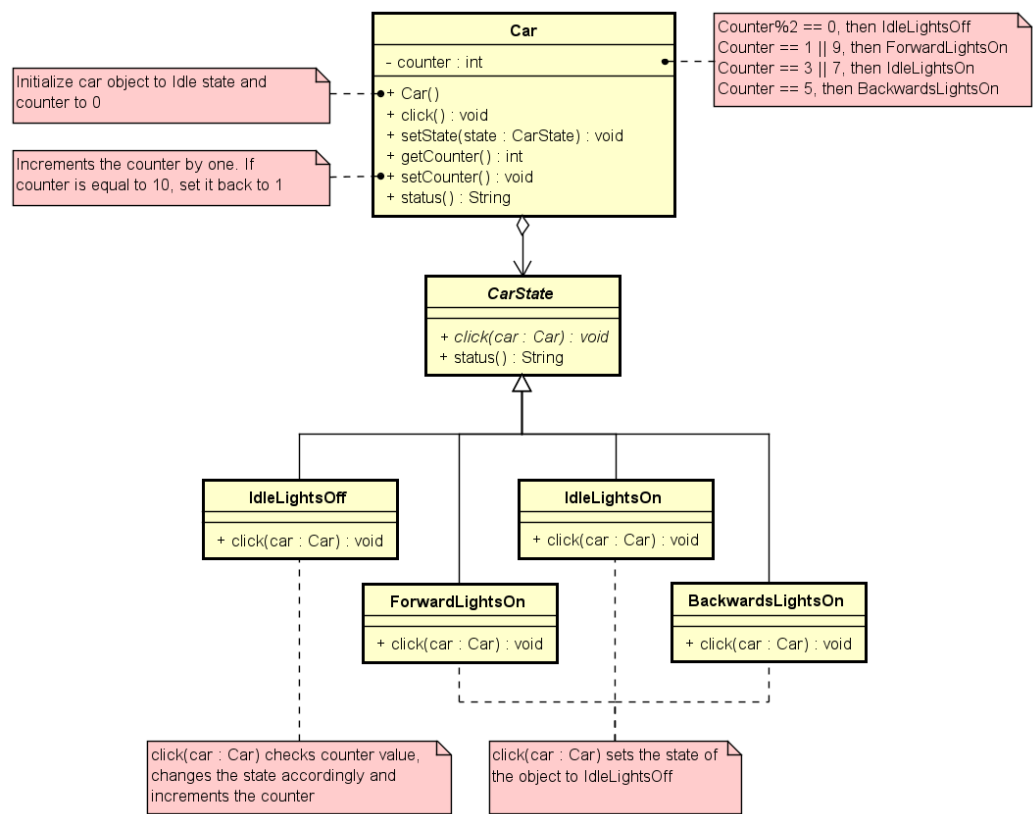 Car
- counter : int
+ Car()
+ click() : void
+ setState(state : CarState) : void
+ getCounter() : int
+ setCounter() : void
+ status() : String
Counter%2 == 0, then IdleLightsOff
Counter == 1 || 9, then ForwardLightsOn
Counter == 3 || 7, then IdleLightsOn
Counter == 5, then BackwardsLightsOn
Initialize car object to Idle state and
counter to 0
Increments the counter by one. If
counter is equal to 10, set it back to 1
CarState
+ click(car : Car) : void
+ status() : String
IdleLightsOff
+ click(car : Car) : void
IdleLightsOn
+ click(car : Car) : void
ForwardLightsOn
+ click(car : Car) : void
BackwardsLightsOn
+ click(car : Car) : void
click(car : Car) checks counter value,
changes the state accordingly and
increments the counter
click(car : Car) sets the state of
the object to IdleLightsOff